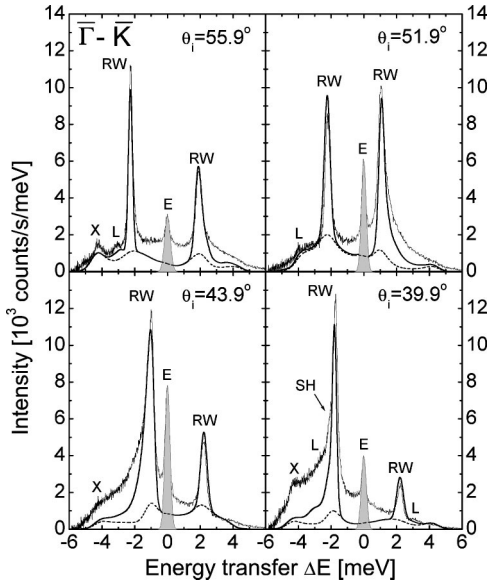 Γ̅- K̅
θi=55.9°
θi=51.9°
14
12
10
8
6
4
2
0
RW
RW
X
L
E
RW
RW
E
L
14
12
10
8
6
4
2
0
12
10
8
6
4
2
0
RW
θi=43.9°
E
RW
X
RW
θi=39.9°
SH
L
X
E
RW
L
12
10
8
6
4
2
0
-6 -4 -2 0 2 4 -6 -4 -2 0 2 4 6
Intensity [10³ counts/s/meV]
Energy transfer ΔE [meV]